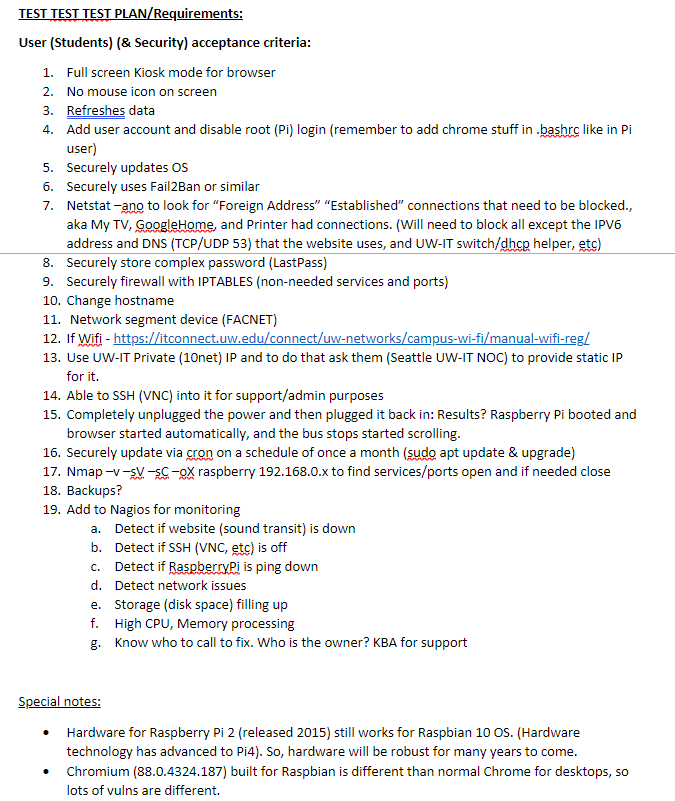 TEST TEST TEST PLAN/Requirements:
User (Students) (& Security) acceptance criteria:
1. Full screen Kiosk mode for browser
2. No mouse icon on screen
3. Refreshes data
4. Add user account and disable root (Pi) login (remember to add chrome stuff in .bashrc like in Pi
user)
5. Securely updates OS
6. Securely uses Fail2Ban or similar
7. Netstat –ano to look for “Foreign Address” “Established” connections that need to be blocked.,
aka My TV, GoogleHome, and Printer had connections. (Will need to block all except the IPV6
address and DNS (TCP/UDP 53) that the website uses, and UW-IT switch/dhcp helper, etc)
8. Securely store complex password (LastPass)
9. Securely firewall with IPTABLES (non-needed services and ports)
10. Change hostname
11. Network segment device (FACNET)
12. If Wifi - https://itconnect.uw.edu/connect/uw-networks/campus-wi-fi/manual-wifi-reg/
13. Use UW-IT Private (10net) IP and to do that ask them (Seattle UW-IT NOC) to provide static IP
for it.
14. Able to SSH (VNC) into it for support/admin purposes
15. Completely unplugged the power and then plugged it back in: Results? Raspberry Pi booted and
browser started automatically, and the bus stops started scrolling.
16. Securely update via cron on a schedule of once a month (sudo apt update & upgrade)
17. Nmap –v –sV –sC –oX raspberry 192.168.0.x to find services/ports open and if needed close
18. Backups?
19. Add to Nagios for monitoring
a. Detect if website (sound transit) is down
b. Detect if SSH (VNC, etc) is off
c. Detect if RaspberryPi is ping down
d. Detect network issues
e. Storage (disk space) filling up
f. High CPU, Memory processing
g. Know who to call to fix. Who is the owner? KBA for support
Special notes:
• Hardware for Raspberry Pi 2 (released 2015) still works for Raspbian 10 OS. (Hardware
technology has advanced to Pi4). So, hardware will be robust for many years to come.
• Chromium (88.0.4324.187) built for Raspbian is different than normal Chrome for desktops, so
lots of vulns are different.